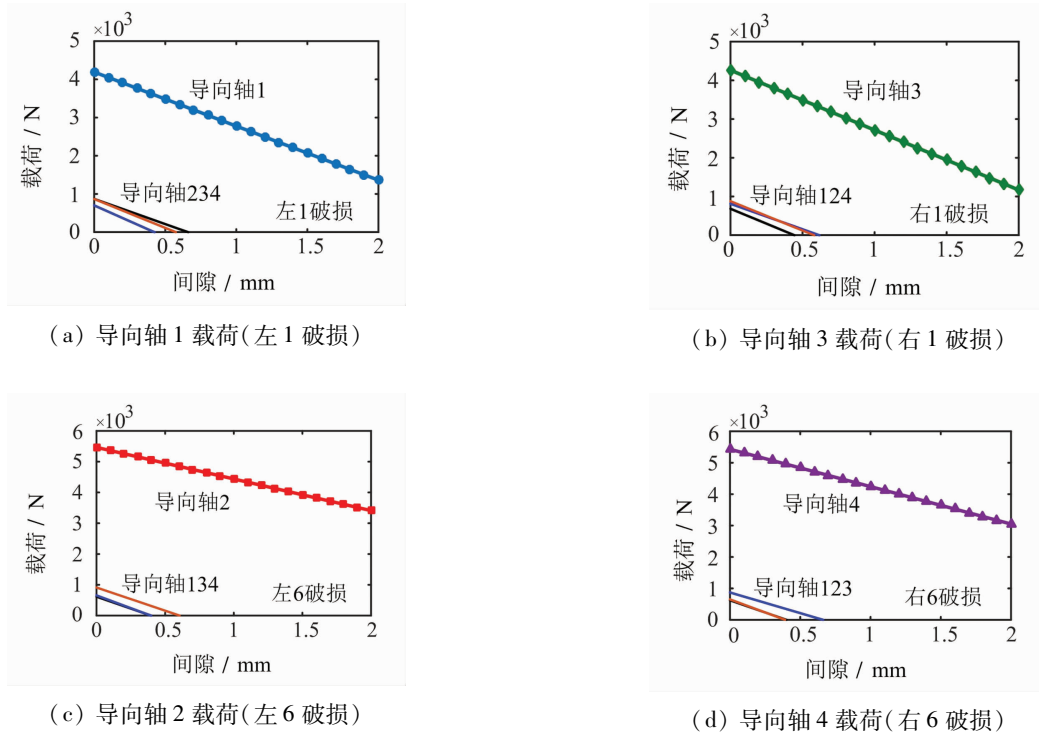 ×10³
5
4
3
2
1
0
载荷 / N
导向轴1
导向轴234
左1破损
0 0.5 1 1.5 2
间隙 / mm
(a) 导向轴 1 载荷(左 1 破损)
×10³
5
4
3
2
1
0
载荷 / N
导向轴3
导向轴124
右1破损
0 0.5 1 1.5 2
间隙 / mm
(b) 导向轴 3 载荷(右 1 破损)
×10³
6
5
4
3
2
1
0
载荷 / N
导向轴2
导向轴134
左6破损
0 0.5 1 1.5 2
间隙 / mm
(c) 导向轴 2 载荷(左 6 破损)
×10³
6
5
4
3
2
1
0
载荷 / N
导向轴4
导向轴123
右6破损
0 0.5 1 1.5 2
间隙 / mm
(d) 导向轴 4 载荷(右 6 破损)